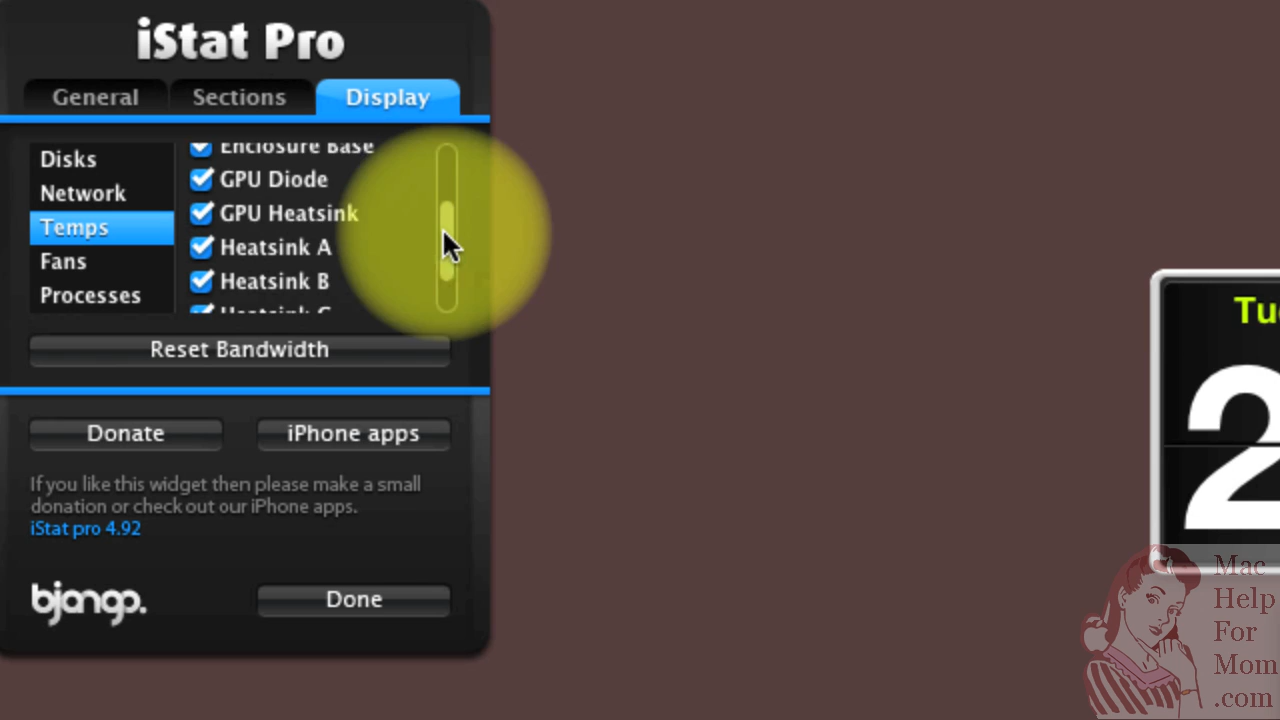 iStat Pro
General Sections Display
Disks
Network
Temps
Fans
Processes
Enclosure Base
GPU Diode
GPU Heatsink
Heatsink A
Heatsink B
Reset Bandwidth
Donate iPhone apps
If you like this widget then please make a small
donation or check out our iPhone apps.
iStat pro 4.92
bjango. Done
2
Mac
Help
For
Mom
.com